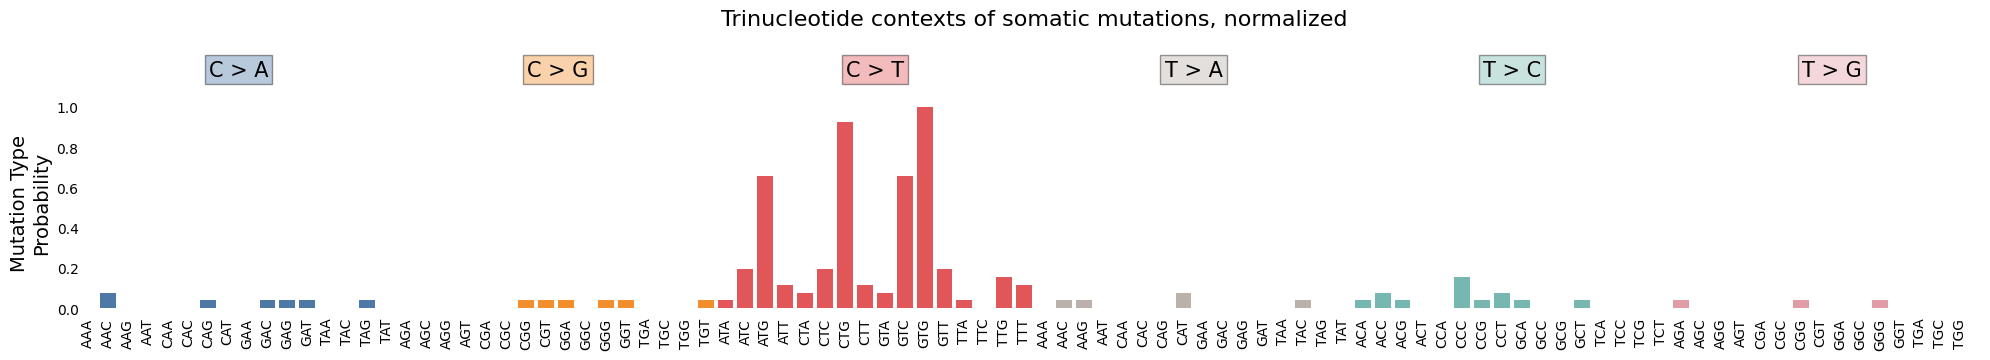 Trinucleotide contexts of somatic mutations, normalized
C > A
C > G
C > T
T > A
T > C
T > G
Mutation Type
Probability
1.0
0.8
0.6
0.4
0.2
0.0
AAA AAC AAG AAT CAA CAC CAG CAT GAA GAC GAG GAT TAA TAC TAG TAT AGA AGC AGG AGT CGA CGC CGG CGT GGA GGC GGG GGT TGA TGC TGG TGT ATA ATC ATG ATT CTA CTC CTG CTT GTA GTC GTG GTT TTA TTC TTG TTT AAA AAC AAG AAT CAA CAC CAG CAT GAA GAC GAG GAT TAA TAC TAG TAT ACA ACC ACG ACT CCA CCC CCG CCT GCA GCC GCG GCT TCA TCC TCG TCT AGA AGC AGG AGT CGA CGC CGG CGT GGA GGC GGG GGT TGA TGC TGG